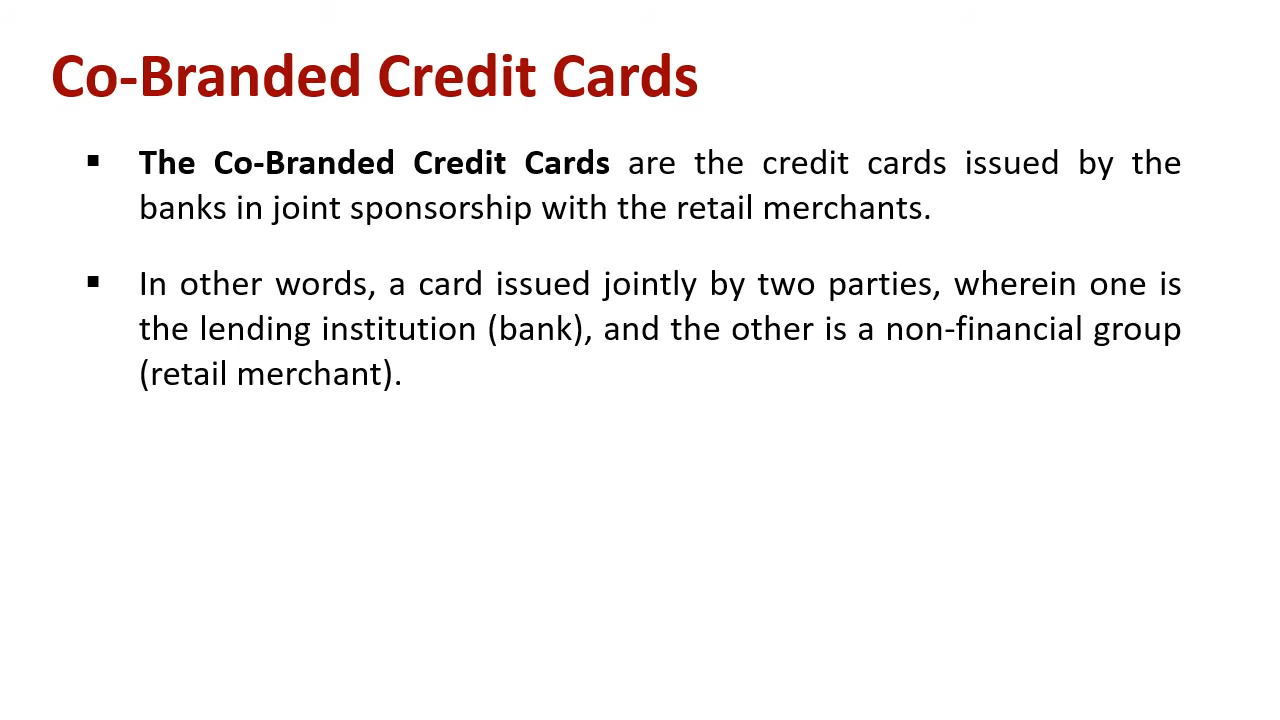 Co-Branded Credit Cards
▪ The Co-Branded Credit Cards are the credit cards issued by the
banks in joint sponsorship with the retail merchants.
▪ In other words, a card issued jointly by two parties, wherein one is
the lending institution (bank), and the other is a non-financial group
(retail merchant).